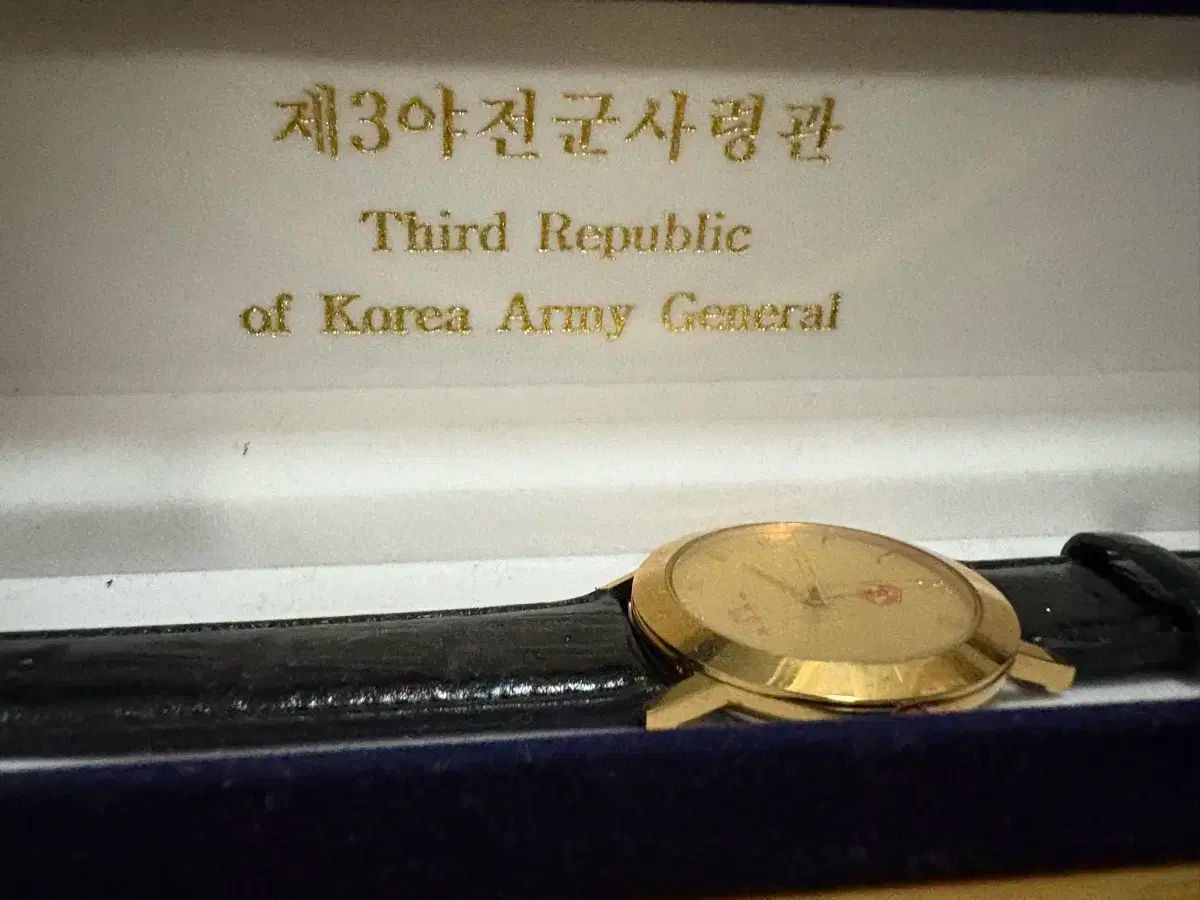 제3야전군사령관
Third Republic
of Korea Army General